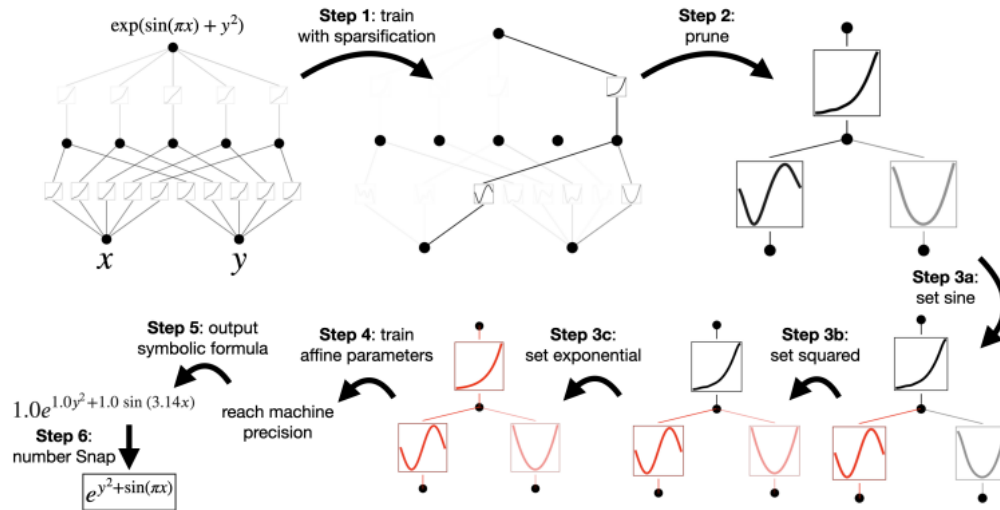 exp(sin(πx) + y²)
x
y
Step 1: train
with sparsification
Step 2:
prune
Step 3a:
set sine
Step 3b:
set squared
Step 3c:
set exponential
Step 4: train
affine parameters
reach machine
precision
Step 5: output
symbolic formula
1.0e^{1.0y²+1.0 sin (3.14x)}
Step 6:
number Snap
e^{y²+sin(πx)}